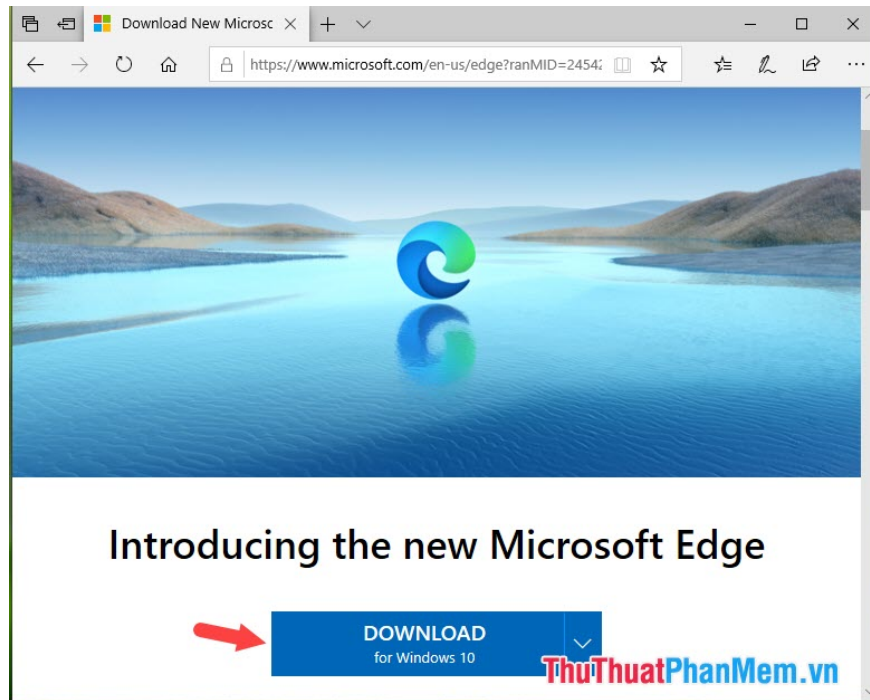 Download New Microsc
https://www.microsoft.com/en-us/edge?ranMID=24542
Introducing the new Microsoft Edge
DOWNLOAD
for Windows 10
ThuThuatPhanMem.vn